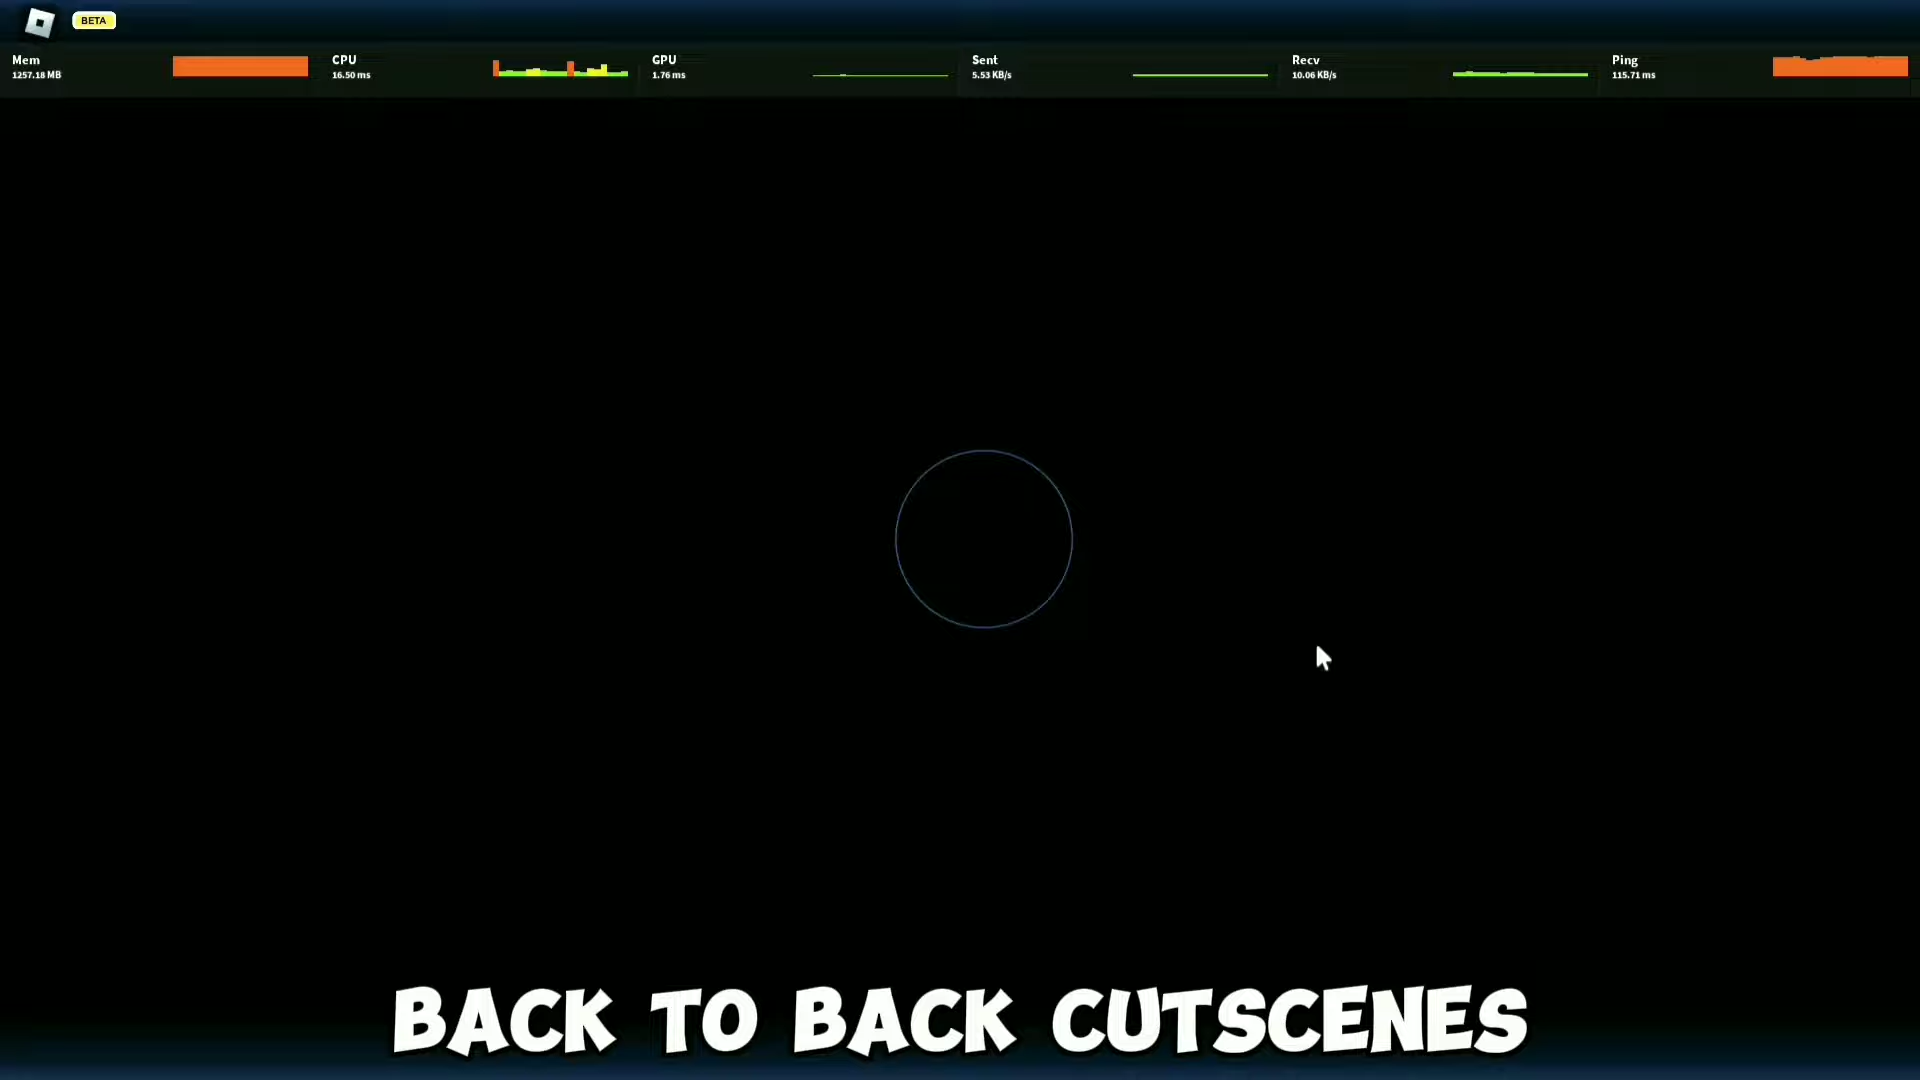 BETA
Mem CPU GPU Sent Recv Ping
1257.18 MB 16.50 ms 1.76 ms 5.53 KB/s 10.06 KB/s 115.71 ms
BACK TO BACK CUTSCENES